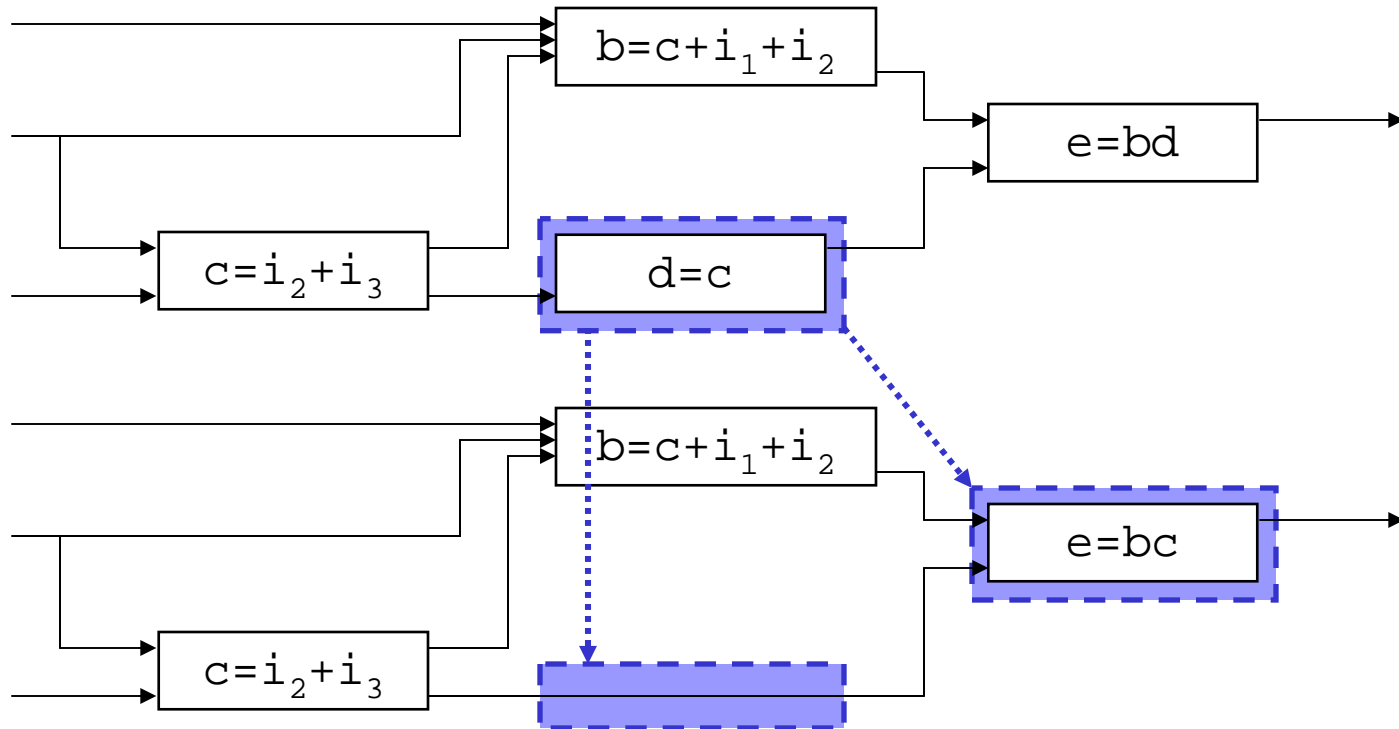 b=c+i₁+i₂
e=bd
c=i₂+i₃
d=c
b=c+i₁+i₂
e=bc
c=i₂+i₃